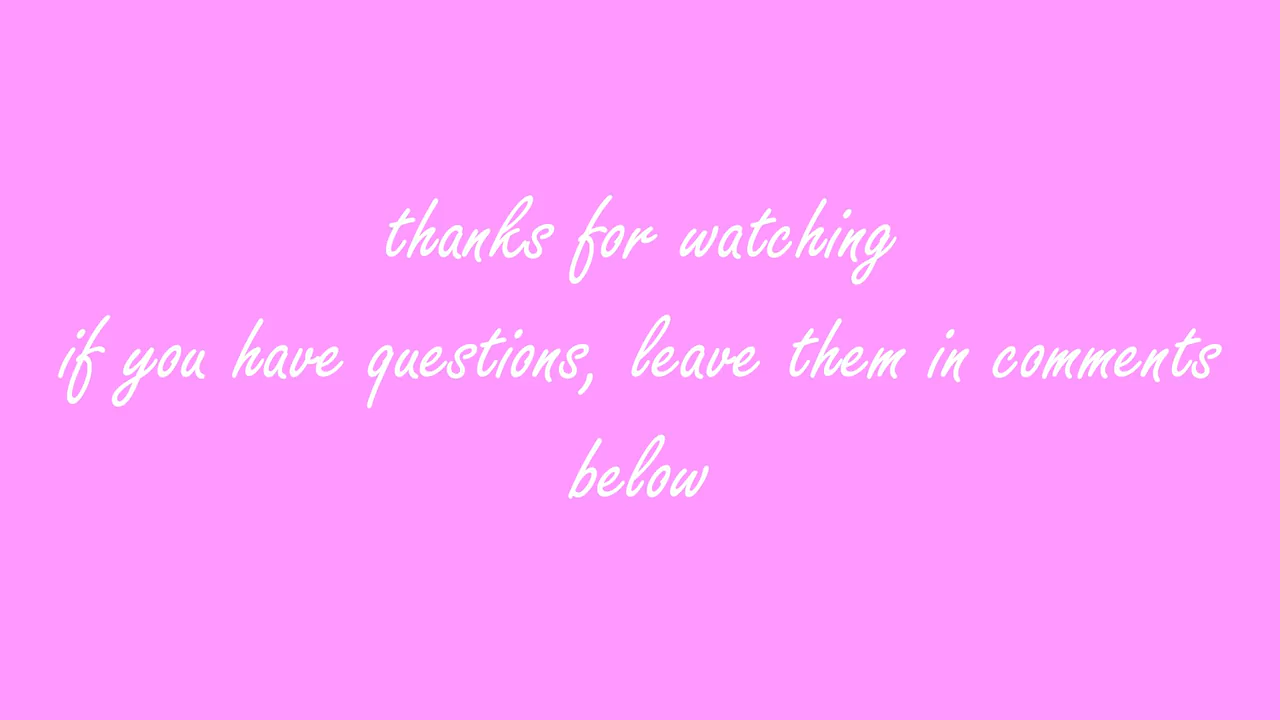 thanks for watching
if you have questions, leave them in comments
below